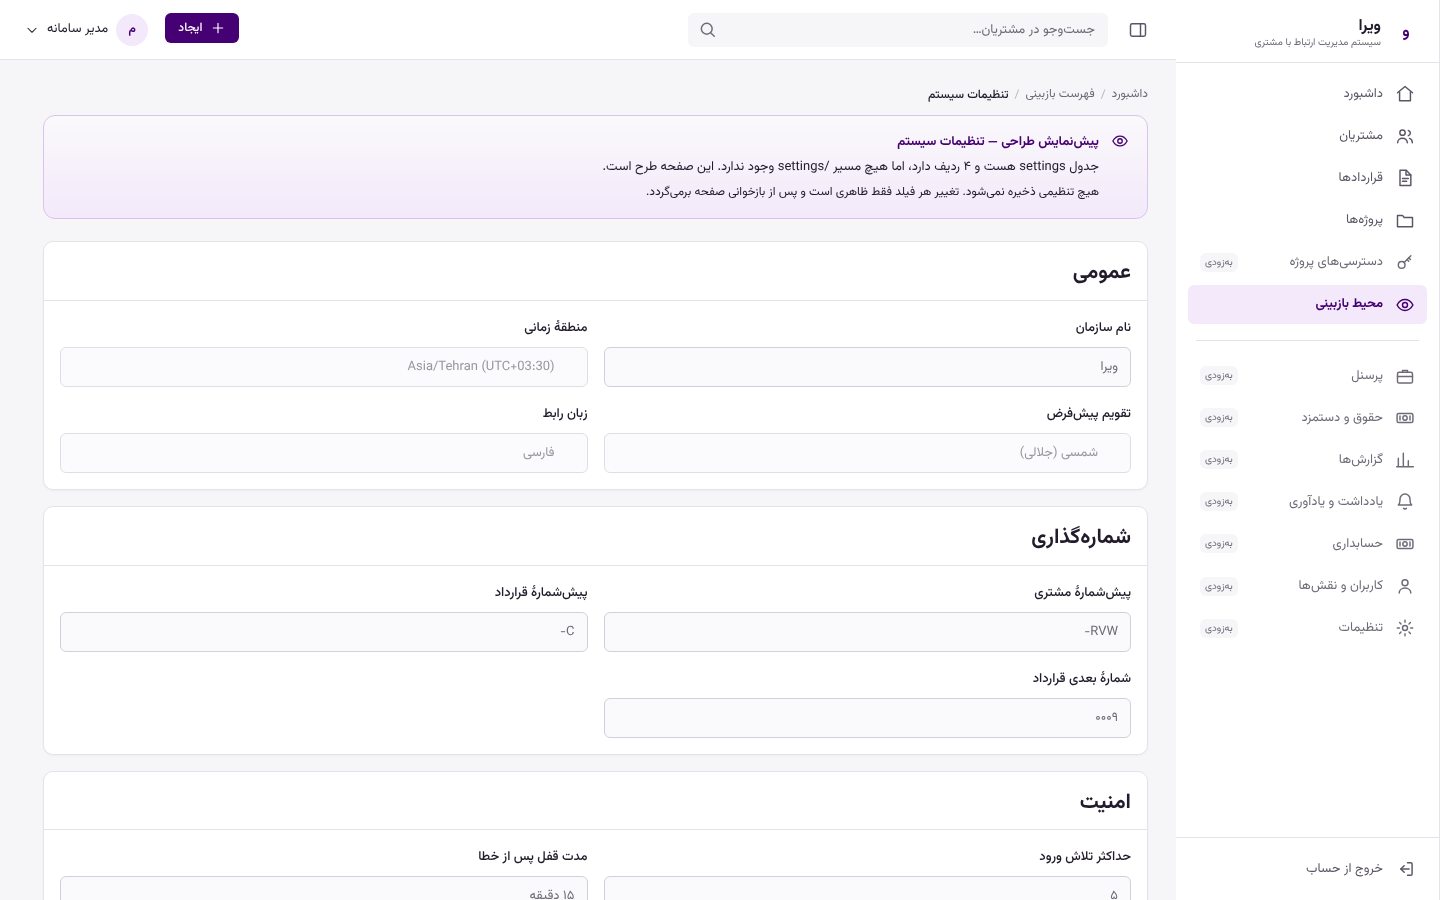 و
ویرا
سیستم مدیریت ارتباط با مشتری
داشبورد
مشتریان
قراردادها
پروژه‌ها
دسترسی‌های پروژه
به‌زودی
محیط بازبینی
پرسنل
به‌زودی
حقوق و دستمزد
به‌زودی
گزارش‌ها
به‌زودی
یادداشت و یادآوری
به‌زودی
حسابداری
به‌زودی
کاربران و نقش‌ها
به‌زودی
تنظیمات
به‌زودی
خروج از حساب
جست‌وجو در مشتریان...
ایجاد
م
مدیر سامانه
داشبورد / فهرست بازبینی / تنظیمات سیستم
پیش‌نمایش طراحی — تنظیمات سیستم
جدول settings هست و ۴ ردیف دارد، اما هیچ مسیر /settings وجود ندارد. این صفحه طرح است.
هیچ تنظیمی ذخیره نمی‌شود. تغییر هر فیلد فقط ظاهری است و پس از بازخوانی صفحه برمی‌گردد.
عمومی
نام سازمان
ویرا
منطقهٔ زمانی
Asia/Tehran (UTC+03:30)
تقویم پیش‌فرض
شمسی (جلالی)
زبان رابط
فارسی
شماره‌گذاری
پیش‌شمارهٔ مشتری
RVW-
پیش‌شمارهٔ قرارداد
C-
شمارهٔ بعدی قرارداد
۰۰۰۹
امنیت
حداکثر تلاش ورود
۵
مدت قفل پس از خطا
۱۵ دقیقه